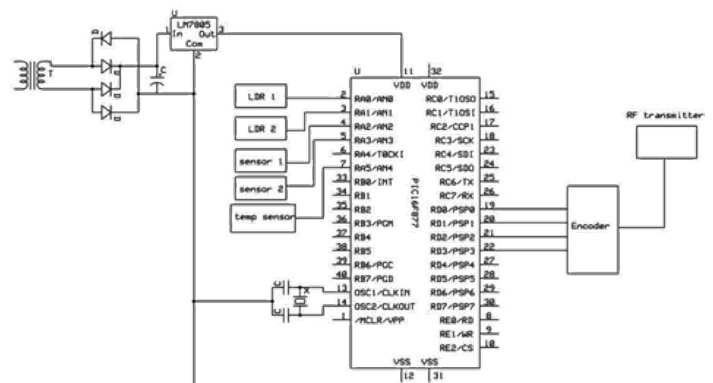 U
LM7805
1 In Out 3
Com
2
T
C
U
11 32
VDD VDD
LDR 1
LDR 2
sensor 1
sensor 2
temp sensor
2 RA0/AN0 RC0/T1OSO 15
3 RA1/AN1 RC1/T1OSI 16
4 RA2/AN2 RC2/CCP1 17
5 RA3/AN3 RC3/SCK 18
6 RA4/T0CKI RC4/SDI 23
7 RA5/AN4 RC5/SDO 24
33 RB0/INT RC6/TX 25
34 RB1 RC7/RX 26
35 RB2 RD0/PSP0 19
36 RB3/PGM RD1/PSP1 20
37 RB4 RD2/PSP2 21
38 RB5 RD3/PSP3 22
39 RB6/PGC RD4/PSP4 27
40 RB7/PGD RD5/PSP5 28
13 OSC1/CLKIN RD6/PSP6 29
14 OSC2/CLKOUT RD7/PSP7 30
1 /MCLR/VPP RE0/RD 8
RE1/WR 9
RE2/CS 10
PIC16F877
C
X
C
VSS VSS
12 31
Encoder
RF transmitter